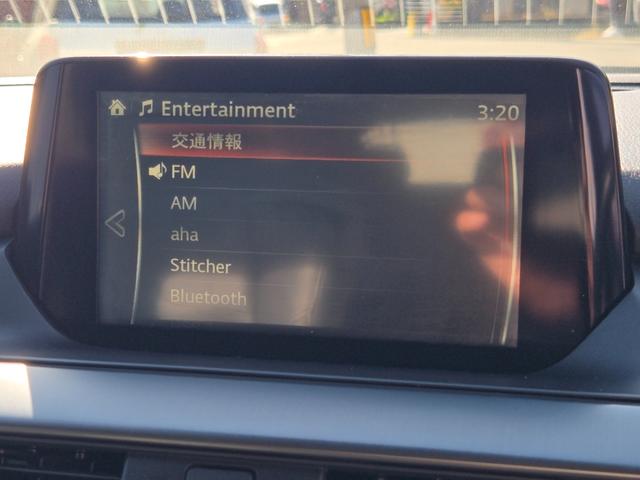 Entertainment 3:20
交通情報
FM
AM
aha
Stitcher
Bluetooth